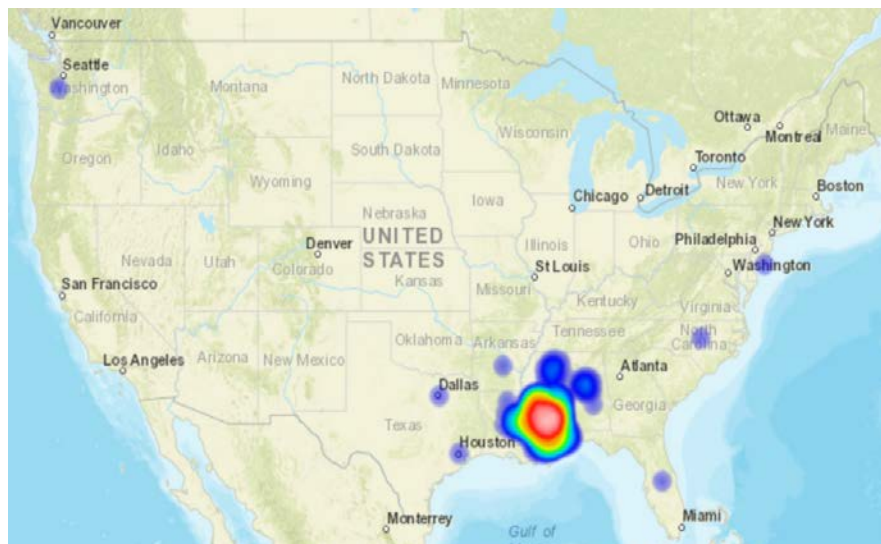 Vancouver
Seattle
Washington
Montana
North Dakota
Minnesota
Ottawa
Montreal
Maine
Oregon
Idaho
South Dakota
Wisconsin
Toronto
Wyoming
Iowa
Chicago
Detroit
New York
Boston
Nebraska
New York
Nevada
Utah
Denver
Colorado
UNITED
STATES
Illinois
Ohio
Philadelphia
San Francisco
Kansas
St Louis
Washington
California
Missouri
Kentucky
Virginia
Los Angeles
Arizona
New Mexico
Oklahoma
Arkansas
Tennessee
North
Carolina
Dallas
Atlanta
Texas
Georgia
Houston
Monterrey
Miami
Gulf of